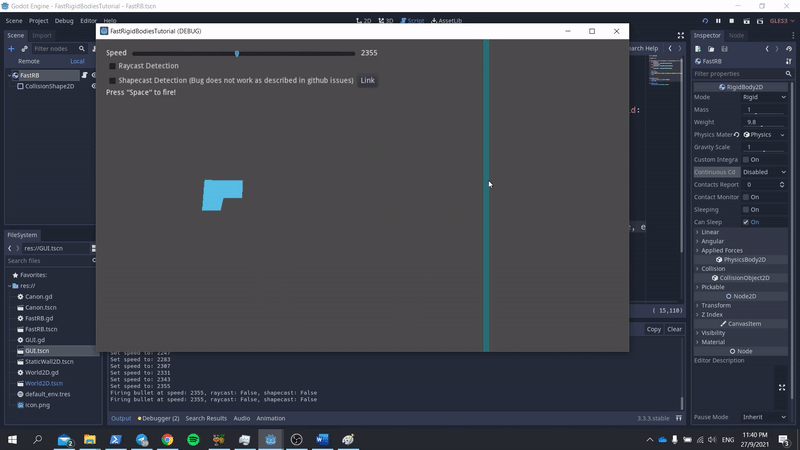 Godot Engine - FastRigidBodiesTutorial - FastRB.tscn
Scene Project Debug Editor Help
2D 3D Script AssetLib
GLES3
FastRigidBodiesTutorial (DEBUG)
Speed 2355
Raycast Detection
Shapecast Detection (Bug does not work as described in github issues) Link
Press "Space" to fire!
Scene
Filter nodes
Remote Local
FastRB
CollisionShape2D
FileSystem
res://GUI.tscn
Search files
Favorites:
res://
Canon.gd
Canon.tscn
FastRB.gd
FastRB.tscn
GUI.gd
GUI.tscn
StaticWall2D.tscn
World2D.gd
World2D.tscn
default_env.tres
icon.png
Search Help
( 15,110)
Copy Clear
Set speed to: 2247
Set speed to: 2283
Set speed to: 2307
Set speed to: 2331
Set speed to: 2343
Set speed to: 2355
Firing bullet at speed: 2355, raycast: False, shapecast: False
Firing bullet at speed: 2355, raycast: False, shapecast: False
Output Debugger (2) Search Results Audio Animation
3.3.3.stable
Inspector Node
FastRB
Filter properties
RigidBody2D
Mode Rigid
Mass 1
Weight 9.8
Physics Mater Physics
Gravity Scale 1
Custom Integra On
Continuous Cd Disabled
Contacts Report 0
Contact Monitor On
Sleeping On
Can Sleep On
Linear
Angular
Applied Forces
PhysicsBody2D
Collision
CollisionObject2D
Pickable
Node2D
Transform
Z Index
CanvasItem
Visibility
Material
Node
Editor Description
Pause Mode Inherit
ENG
11:40 PM
27/9/2021